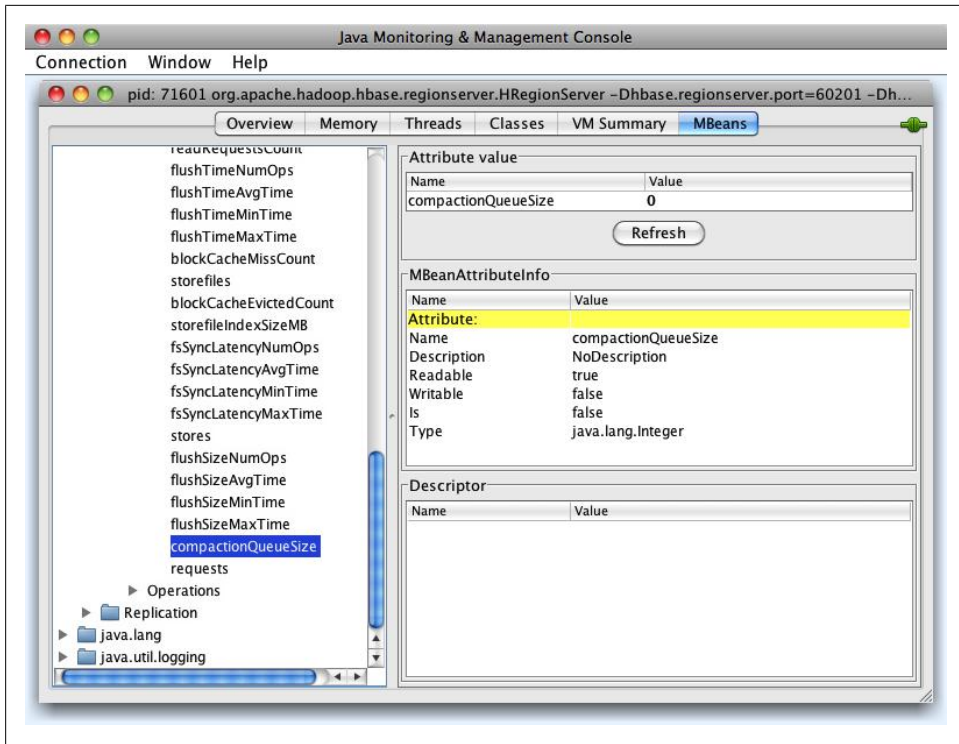 Java Monitoring & Management Console
Connection Window Help
pid: 71601 org.apache.hadoop.hbase.regionserver.HRegionServer -Dhbase.regionserver.port=60201 -Dh...
Overview Memory Threads Classes VM Summary MBeans
readRequestsCount
flushTimeNumOps
flushTimeAvgTime
flushTimeMinTime
flushTimeMaxTime
blockCacheMissCount
storefiles
blockCacheEvictedCount
storefileIndexSizeMB
fsSyncLatencyNumOps
fsSyncLatencyAvgTime
fsSyncLatencyMinTime
fsSyncLatencyMaxTime
stores
flushSizeNumOps
flushSizeAvgTime
flushSizeMinTime
flushSizeMaxTime
compactionQueueSize
requests
Operations
Replication
java.lang
java.util.logging
Attribute value
Name Value
compactionQueueSize 0
Refresh
MBeanAttributeInfo
Name Value
Attribute:
Name compactionQueueSize
Description NoDescription
Readable true
Writable false
Is false
Type java.lang.Integer
Descriptor
Name Value